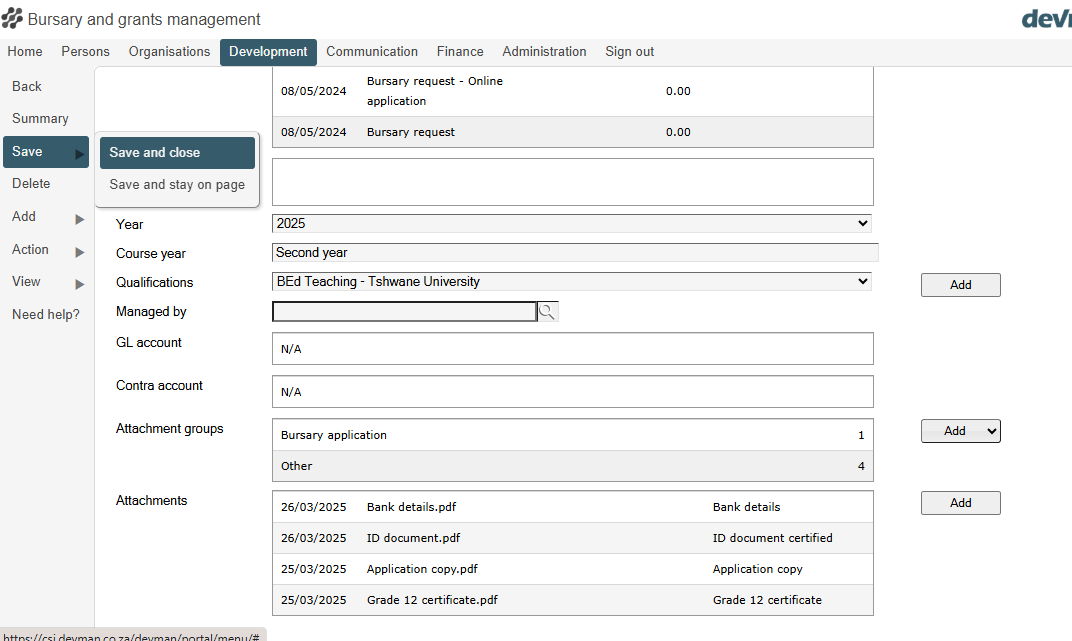 Bursary and grants management
devm
Home Persons Organisations Development Communication Finance Administration Sign out
Back
Summary
Save
Save and close
Save and stay on page
Delete
Add
Action
View
Need help?
08/05/2024 Bursary request - Online application 0.00
08/05/2024 Bursary request 0.00
Year 2025
Course year Second year
Qualifications BEd Teaching - Tshwane University Add
Managed by
GL account N/A
Contra account N/A
Attachment groups Bursary application 1 Add
Other 4
Attachments 26/03/2025 Bank details.pdf Bank details Add
26/03/2025 ID document.pdf ID document certified
25/03/2025 Application copy.pdf Application copy
25/03/2025 Grade 12 certificate.pdf Grade 12 certificate
https://csi.devman.co.za/devman/portal/menu/#